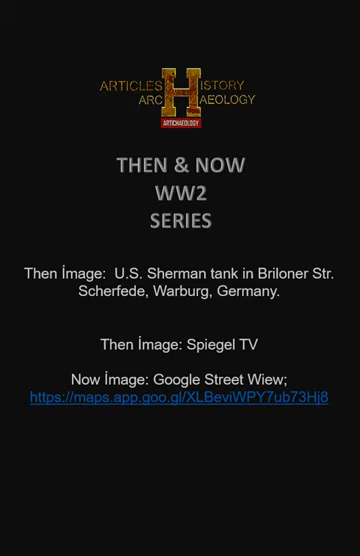 ARTICLES HISTORY
ARCHAEOLOGY
ARTICHAEOLOGY
THEN & NOW
WW2
SERIES
Then İmage:  U.S. Sherman tank in Briloner Str.
Scherfede, Warburg, Germany.
Then İmage: Spiegel TV
Now İmage: Google Street Wiew;
https://maps.app.goo.gl/XLBeviWPY7ub73Hj8